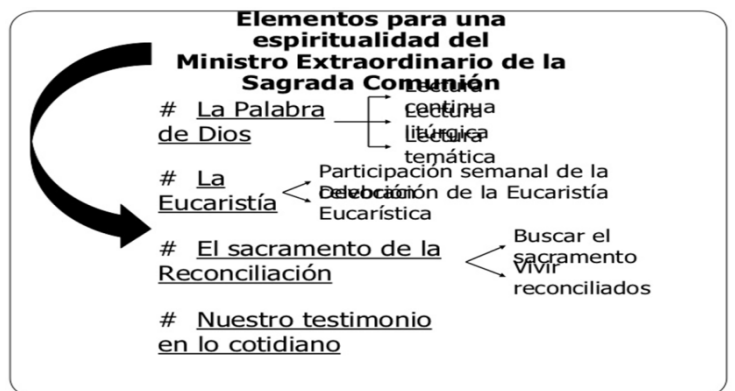 Elementos para una
espiritualidad del
Ministro Extraordinario de la
Sagrada Comunión
# La Palabra
de Dios
Lectura
continua
Lectura
litúrgica
Lectura
temática
# La
Eucaristía
Participación semanal de la
celebración de la Eucaristía
Devoción
Eucarística
# El sacramento de la
Reconciliación
Buscar el
sacramento
Vivir
reconciliados
# Nuestro testimonio
en lo cotidiano